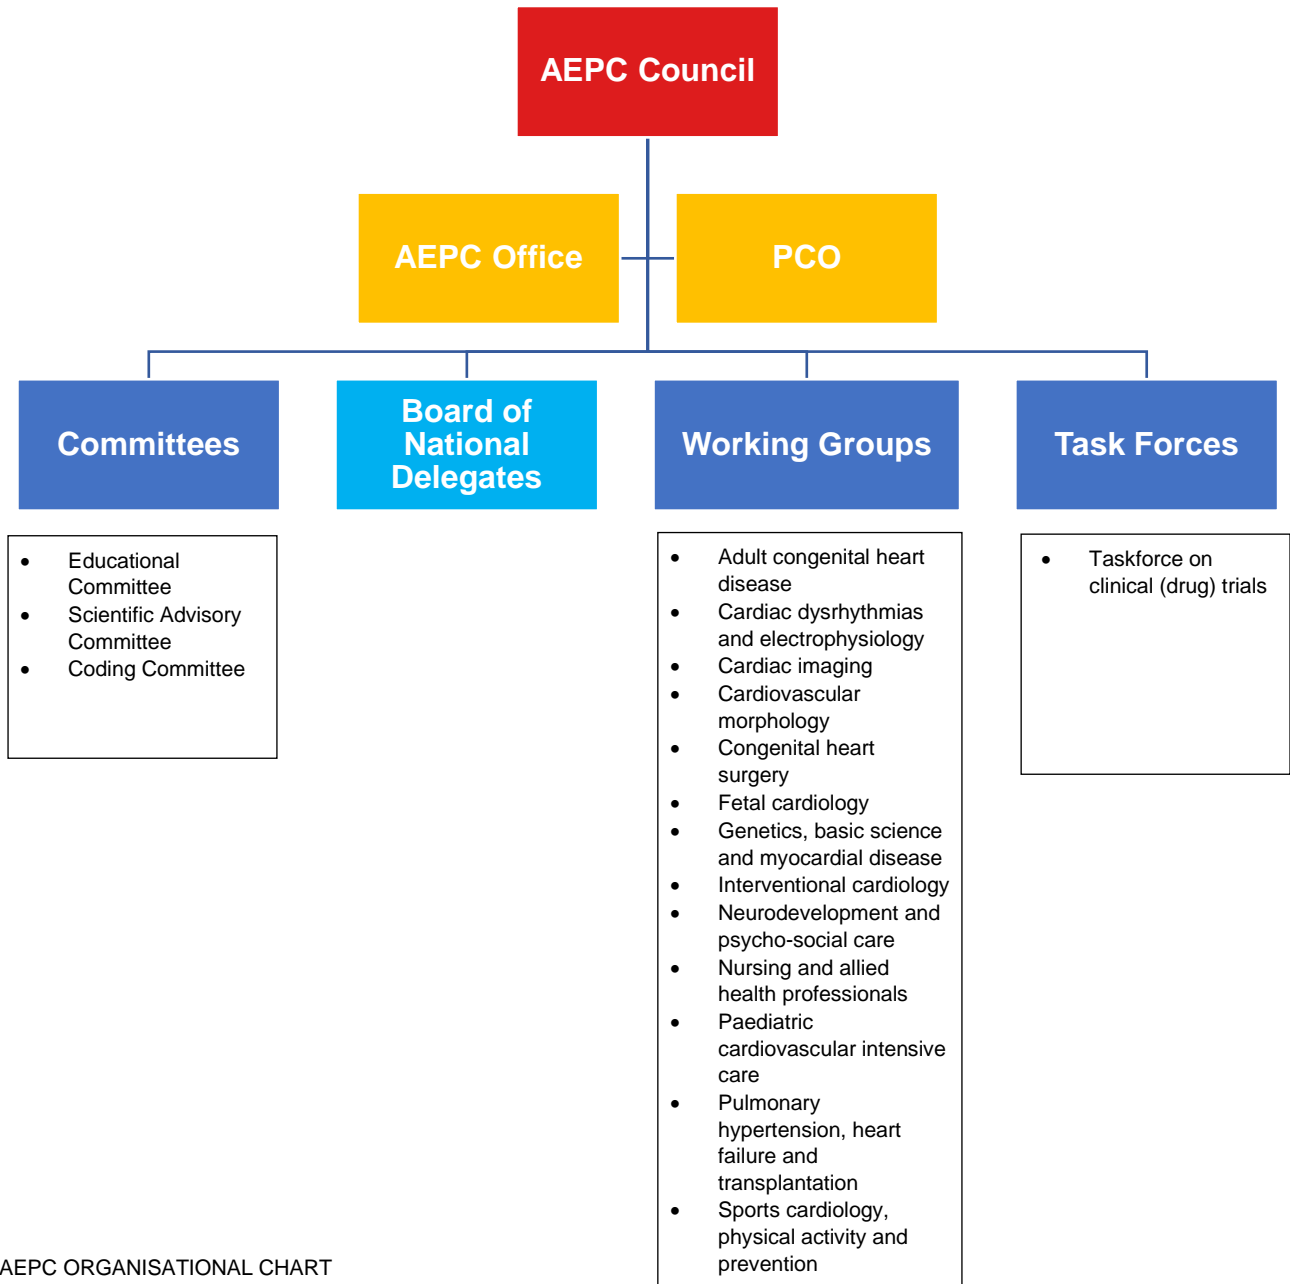 AEPC Council
AEPC Office
PCO
Committees
Board of
National
Delegates
Working Groups
Task Forces
• Educational
Committee
• Scientific Advisory
Committee
• Coding Committee
• Adult congenital heart
disease
• Cardiac dysrhythmias
and electrophysiology
• Cardiac imaging
• Cardiovascular
morphology
• Congenital heart
surgery
• Fetal cardiology
• Genetics, basic science
and myocardial disease
• Interventional cardiology
• Neurodevelopment and
psycho-social care
• Nursing and allied
health professionals
• Paediatric
cardiovascular intensive
care
• Pulmonary
hypertension, heart
failure and
transplantation
• Sports cardiology,
physical activity and
prevention
• Taskforce on
clinical (drug) trials
AEPC ORGANISATIONAL CHART